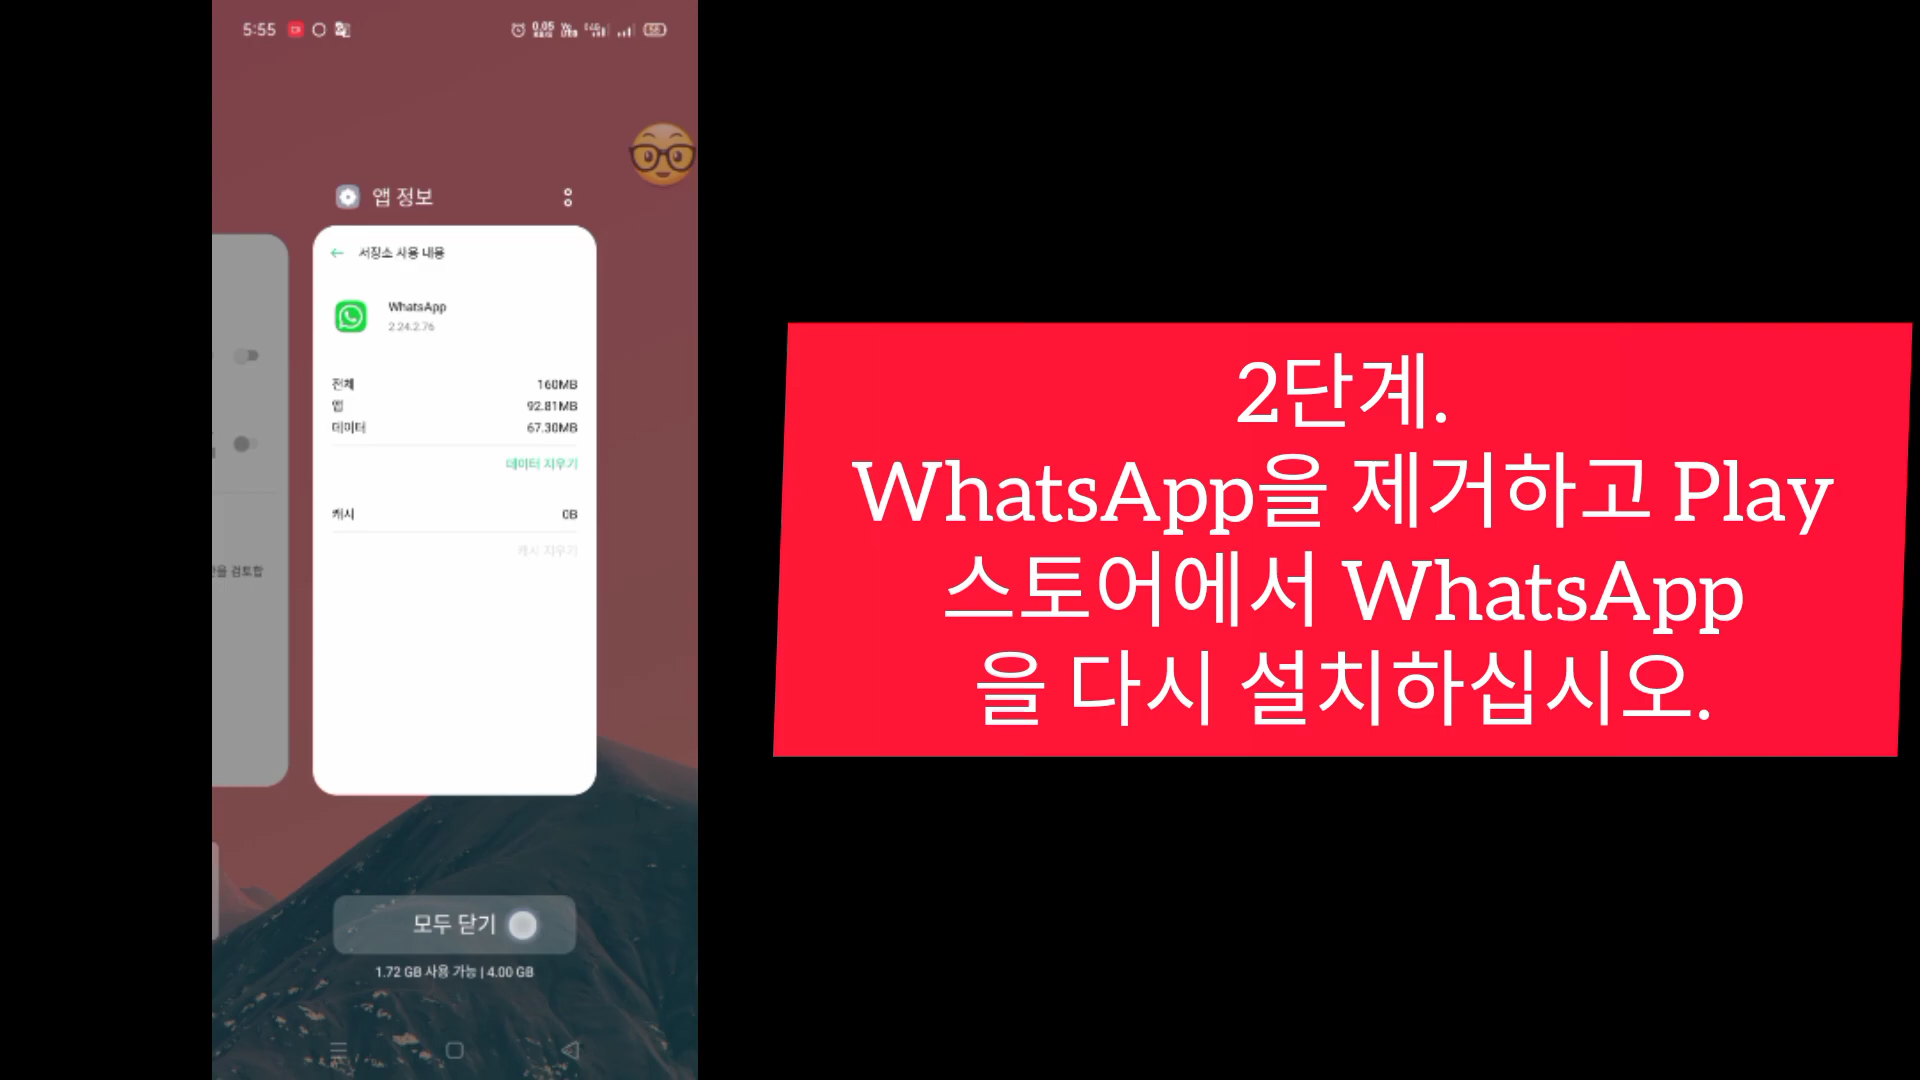 5:55
앱 정보
저장소 사용 내용
WhatsApp
2.24.2.76
전체 160MB
앱 92.81MB
데이터 67.30MB
데이터 지우기
캐시 0B
캐시 지우기
검토합
모두 닫기
1.72 GB 사용 가능 | 4.00 GB
2단계.
WhatsApp을 제거하고 Play
스토어에서 WhatsApp
을 다시 설치하십시오.